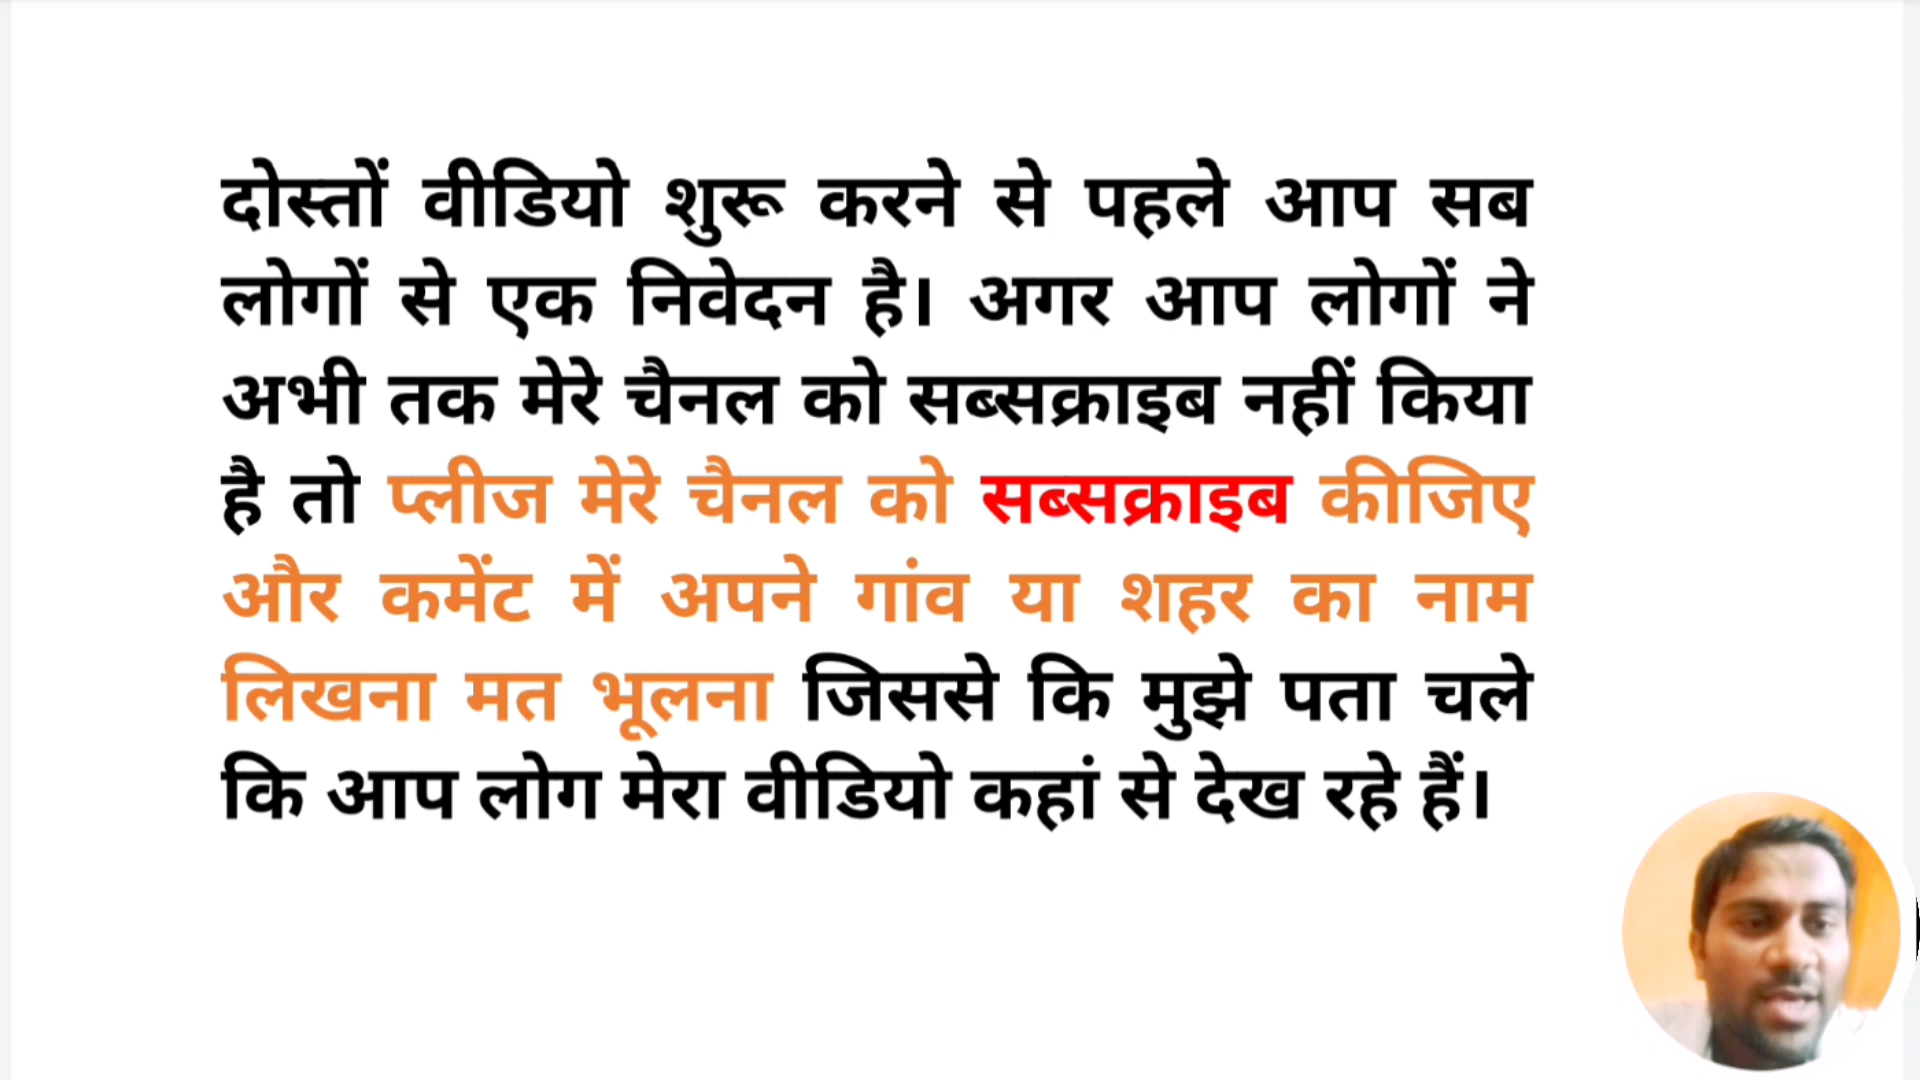 दोस्तों वीडियो शुरू करने से पहले आप सब
लोगों से एक निवेदन है। अगर आप लोगों ने
अभी तक मेरे चैनल को सब्सक्राइब नहीं किया
है तो प्लीज मेरे चैनल को सब्सक्राइब कीजिए
और कमेंट में अपने गांव या शहर का नाम
लिखना मत भूलना जिससे कि मुझे पता चले
कि आप लोग मेरा वीडियो कहां से देख रहे हैं।